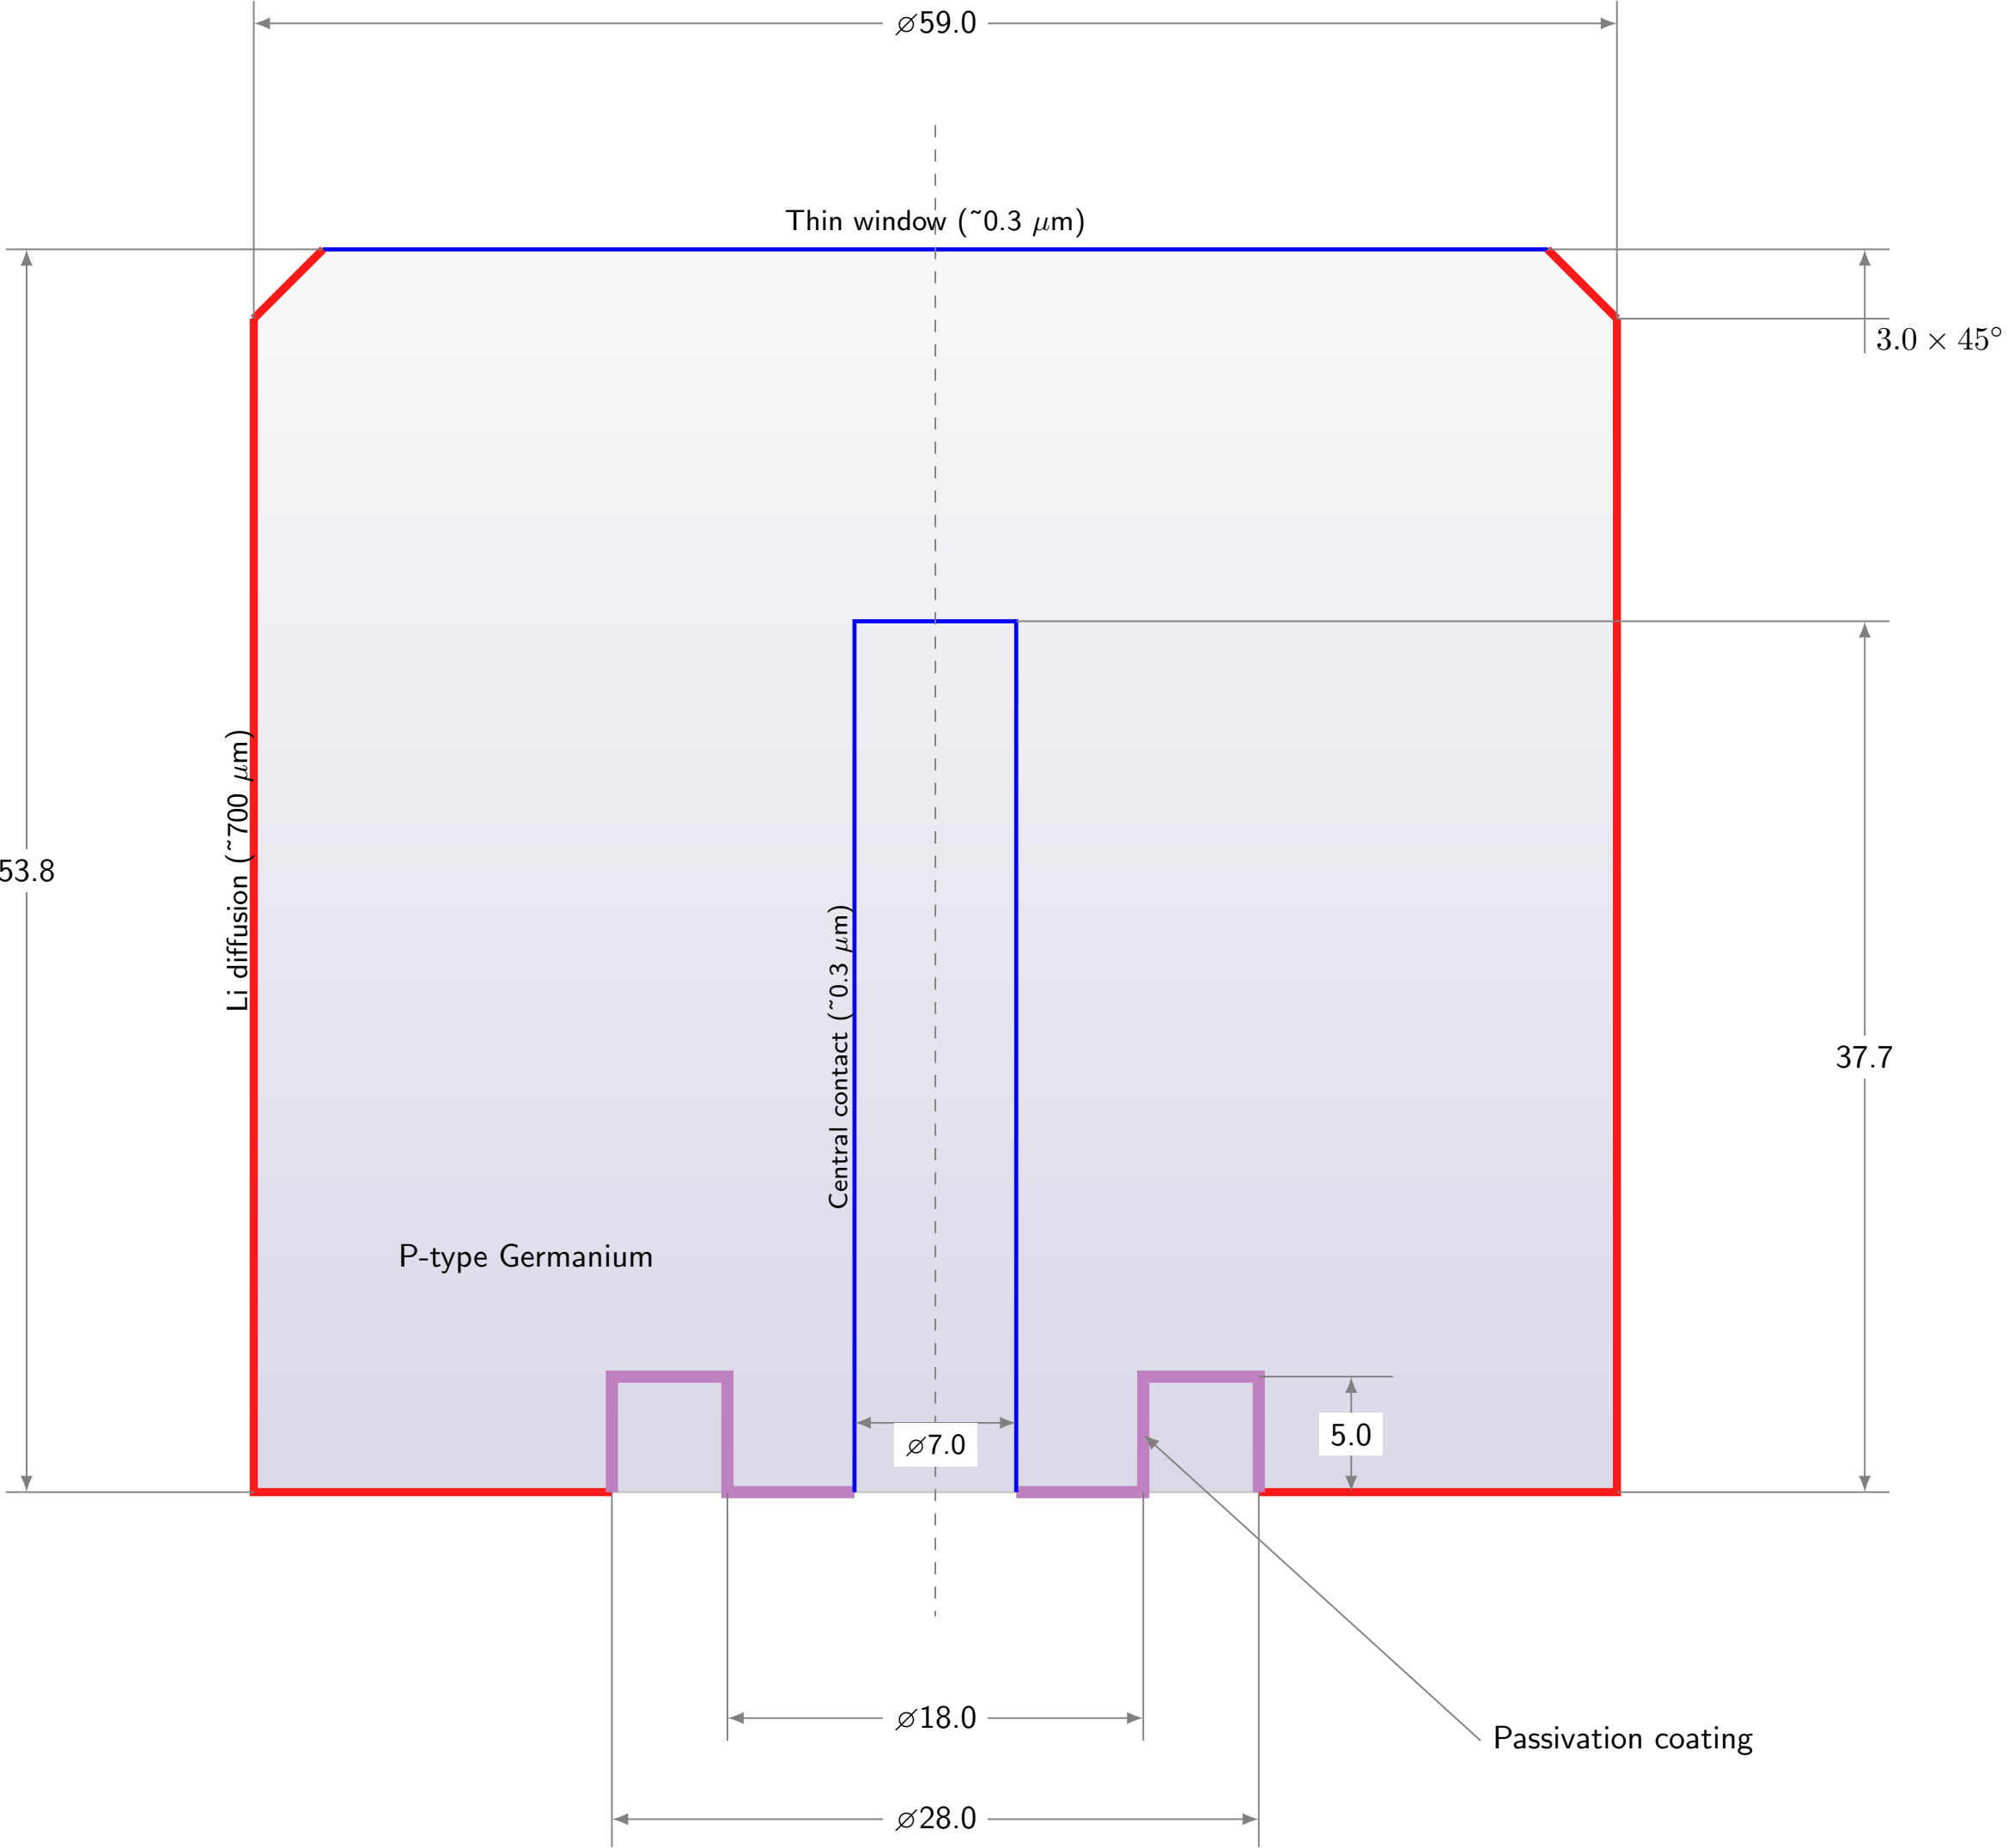 ⌀59.0
Thin window (~0.3 μm)
3.0 × 45°
Li diffusion (~700 μm)
53.8
Central contact (~0.3 μm)
37.7
P-type Germanium
⌀7.0
5.0
⌀18.0
Passivation coating
⌀28.0